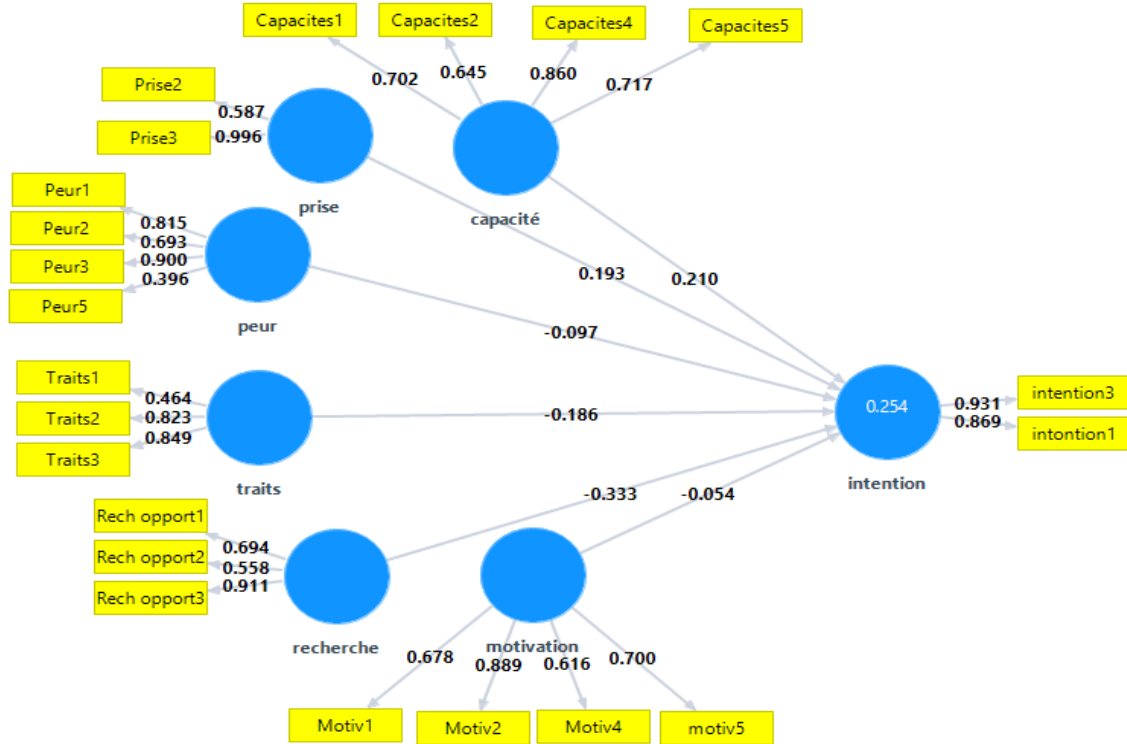 Capacites1
Capacites2
Capacites4
Capacites5
0.702
0.645
0.860
0.717
Prise2
Prise3
0.587
0.996
prise
capacité
Peur1
Peur2
Peur3
Peur5
0.815
0.693
0.900
0.396
peur
0.193
0.210
-0.097
Traits1
Traits2
Traits3
0.464
0.823
0.849
traits
-0.186
0.254
intention
0.931
0.869
intention3
intontion1
-0.333
-0.054
Rech opport1
Rech opport2
Rech opport3
0.694
0.558
0.911
recherche
motivation
0.678
0.889
0.616
0.700
Motiv1
Motiv2
Motiv4
motiv5